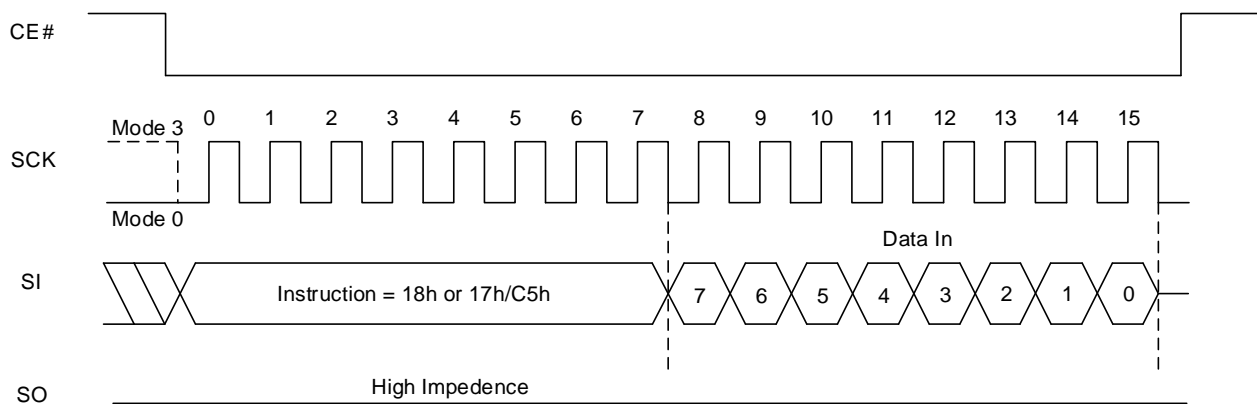 CE#
0 1 2 3 4 5 6 7 8 9 10 11 12 13 14 15
Mode 3
SCK
Mode 0
Data In
SI
Instruction = 18h or 17h/C5h
7 6 5 4 3 2 1 0
High Impedence
SO